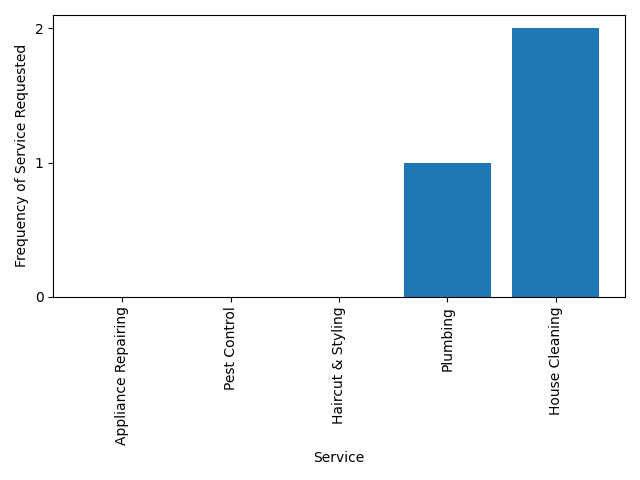 Frequency of Service Requested
2
1
0
Appliance Repairing
Pest Control
Haircut & Styling
Plumbing
House Cleaning
Service